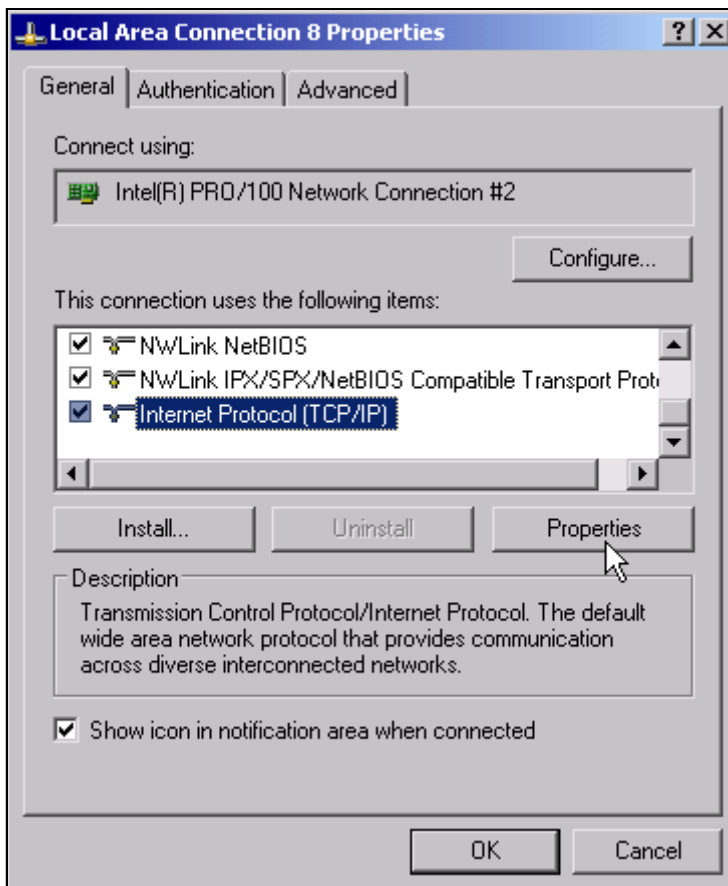 Local Area Connection 8 Properties
General Authentication Advanced
Connect using:
Intel(R) PRO/100 Network Connection #2
Configure...
This connection uses the following items:
NWLink NetBIOS
NWLink IPX/SPX/NetBIOS Compatible Transport Prot
Internet Protocol (TCP/IP)
Install... Uninstall Properties
Description
Transmission Control Protocol/Internet Protocol. The default
wide area network protocol that provides communication
across diverse interconnected networks.
Show icon in notification area when connected
OK Cancel